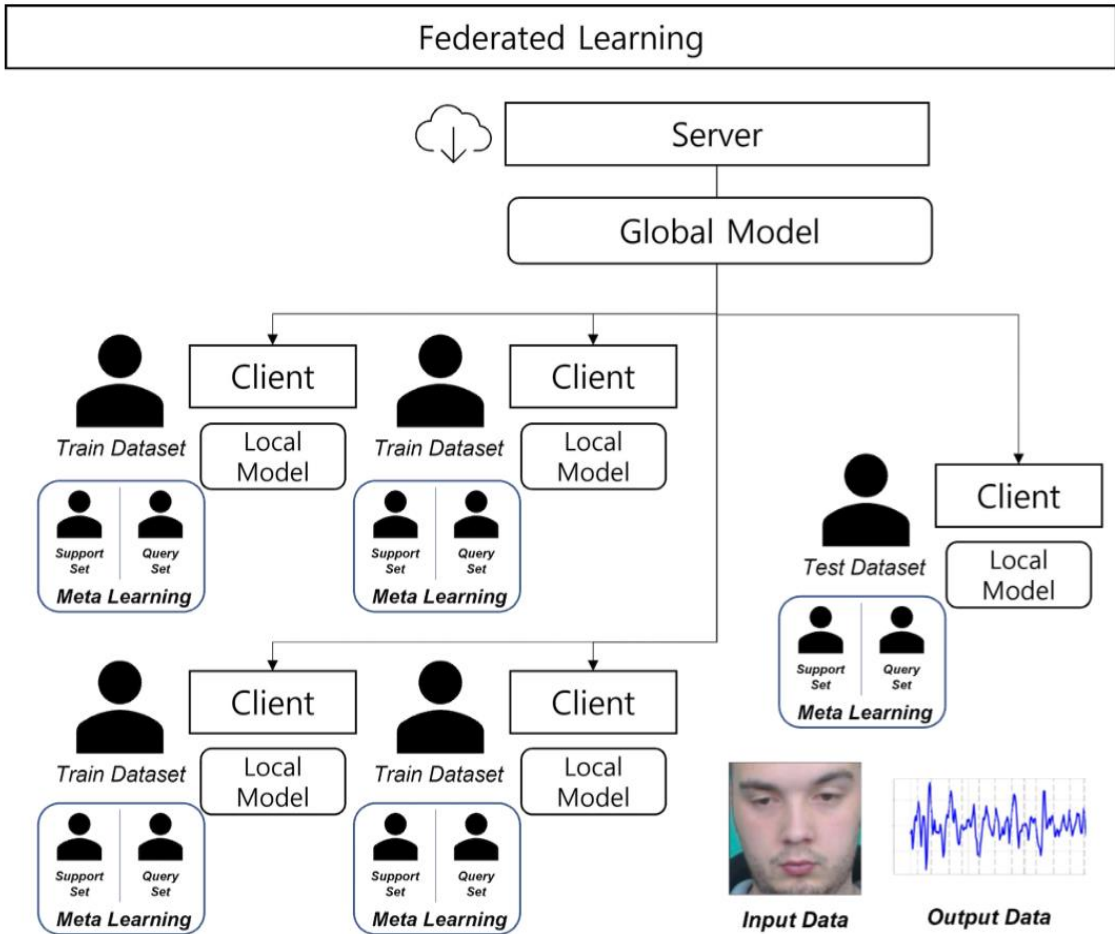 Federated Learning
Server
Global Model
Client
Local
Model
Train Dataset
Support
Set
Query
Set
Meta Learning
Client
Local
Model
Train Dataset
Support
Set
Query
Set
Meta Learning
Client
Local
Model
Test Dataset
Support
Set
Query
Set
Meta Learning
Client
Local
Model
Train Dataset
Support
Set
Query
Set
Meta Learning
Client
Local
Model
Train Dataset
Support
Set
Query
Set
Meta Learning
Input Data
Output Data